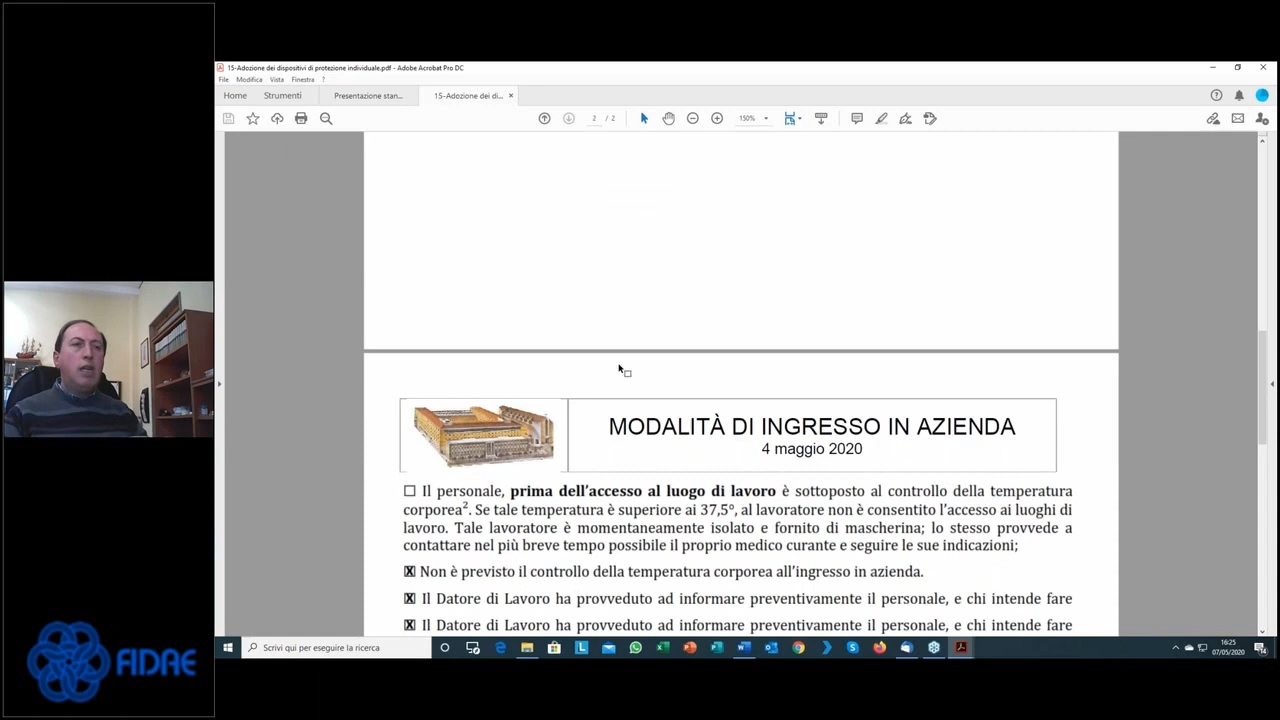 15-Adozione dei dispositivi di protezione individuale.pdf - Adobe Acrobat Pro DC
File Modifica Vista Finestra ?
Home Strumenti Presentazione stan... 15-Adozione dei di... ×
2 / 2 150%
MODALITÀ DI INGRESSO IN AZIENDA
4 maggio 2020
☐ Il personale, prima dell'accesso al luogo di lavoro è sottoposto al controllo della temperatura
corporea². Se tale temperatura è superiore ai 37,5°, al lavoratore non è consentito l'accesso ai luoghi di
lavoro. Tale lavoratore è momentaneamente isolato e fornito di mascherina; lo stesso provvede a
contattare nel più breve tempo possibile il proprio medico curante e seguire le sue indicazioni;
☒ Non è previsto il controllo della temperatura corporea all'ingresso in azienda.
☒ Il Datore di Lavoro ha provveduto ad informare preventivamente il personale, e chi intende fare
☒ Il Datore di Lavoro ha provveduto ad informare preventivamente il personale, e chi intende fare
Scrivi qui per eseguire la ricerca
16:25
07/05/2020
FIDAE